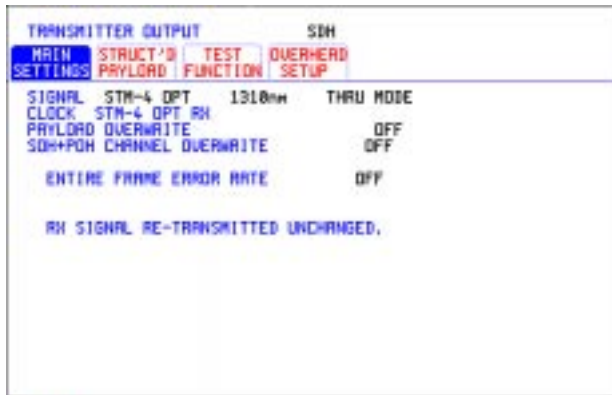 TRANSMITTER OUTPUT SDH
MAIN SETTINGS
STRUCT'D PAYLOAD
TEST FUNCTION
OVERHEAD SETUP
SIGNAL STM-4 OPT 1310nm THRU MODE
CLOCK STM-4 OPT RX
PAYLOAD OVERWRITE OFF
SOH+POH CHANNEL OVERWRITE OFF
ENTIRE FRAME ERROR RATE OFF
RX SIGNAL RE-TRANSMITTED UNCHANGED.